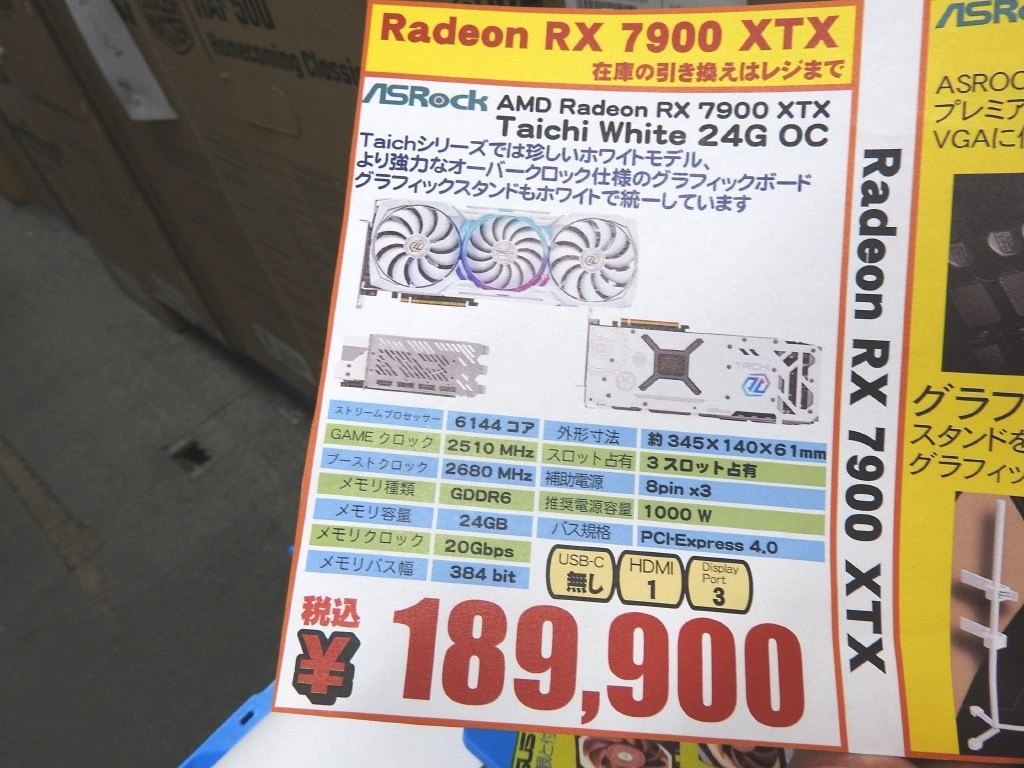 Homecoming Classic
Radeon RX 7900 XTX
在庫の引き換えはレジまで
ASRock AMD Radeon RX 7900 XTX
Taichi White 24G OC
Taichシリーズでは珍しいホワイトモデル、
より強力なオーバークロック仕様のグラフィックボード
グラフィックスタンドもホワイトで統一しています
TAICHI
ストリームプロセッサー 6144 コア
GAMEクロック 2510 MHz
ブーストクロック 2680 MHz
メモリ種類 GDDR6
メモリ容量 24GB
メモリクロック 20Gbps
メモリバス幅 384 bit
外形寸法 約345×140×61mm
スロット占有 3スロット占有
補助電源 8pin x3
推奨電源容量 1000 W
バス規格 PCI-Express 4.0
USB-C 無し
HDMI 1
Display Port 3
税込
¥ 189,900
Radeon RX 7900 XTX
ASRo
ASROC
プレミア
VGAに
グラフ
スタンドを
グラフィッ